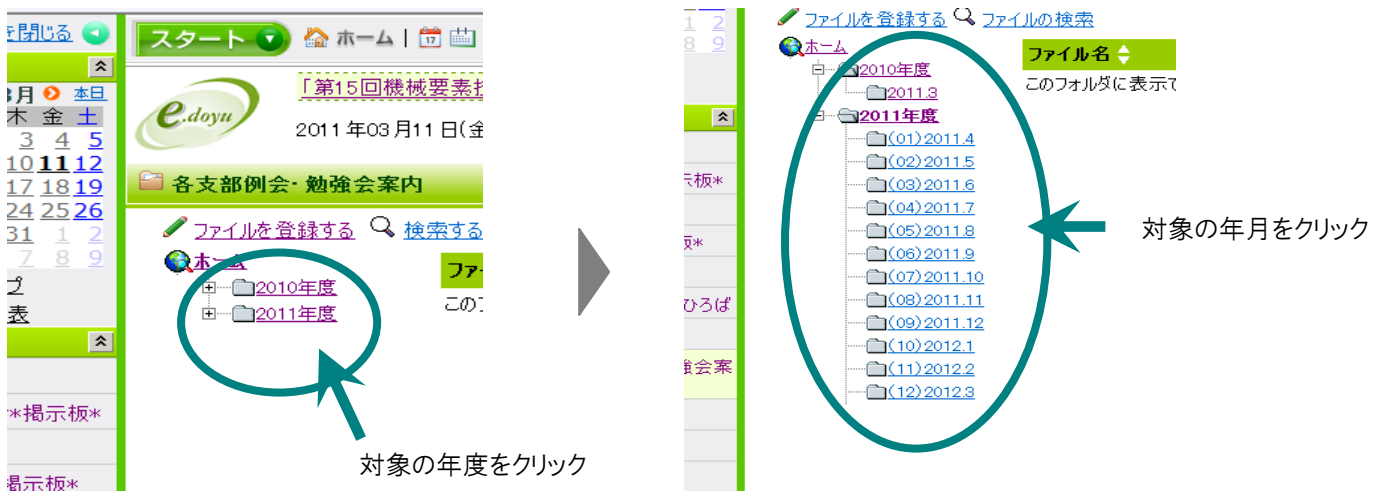 を閉じる
スタート
ホーム |
3月 本日
木 金 土
3 4 5
10 11 12
17 18 19
24 25 26
31 1 2
7 8 9
表
*掲示板*
掲示板*
e.doyu
「第15回機械要素技
2011年03月11日(金
各支部例会・勉強会案内
ファイルを登録する 検索する
ホーム
2010年度
2011年度
ファ
この
対象の年度をクリック
1 2
8 9
示板*
板*
ひろば
会案
ファイルを登録する ファイルの検索
ホーム
2010年度
2011.3
2011年度
(01)2011.4
(02)2011.5
(03)2011.6
(04)2011.7
(05)2011.8
(06)2011.9
(07)2011.10
(08)2011.11
(09)2011.12
(10)2012.1
(11)2012.2
(12)2012.3
ファイル名
このフォルダに表示で
対象の年月をクリック